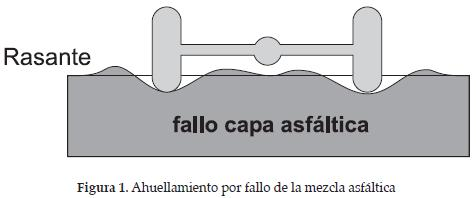 Rasante
fallo capa asfáltica
Figura 1. Ahuellamiento por fallo de la mezcla asfáltica